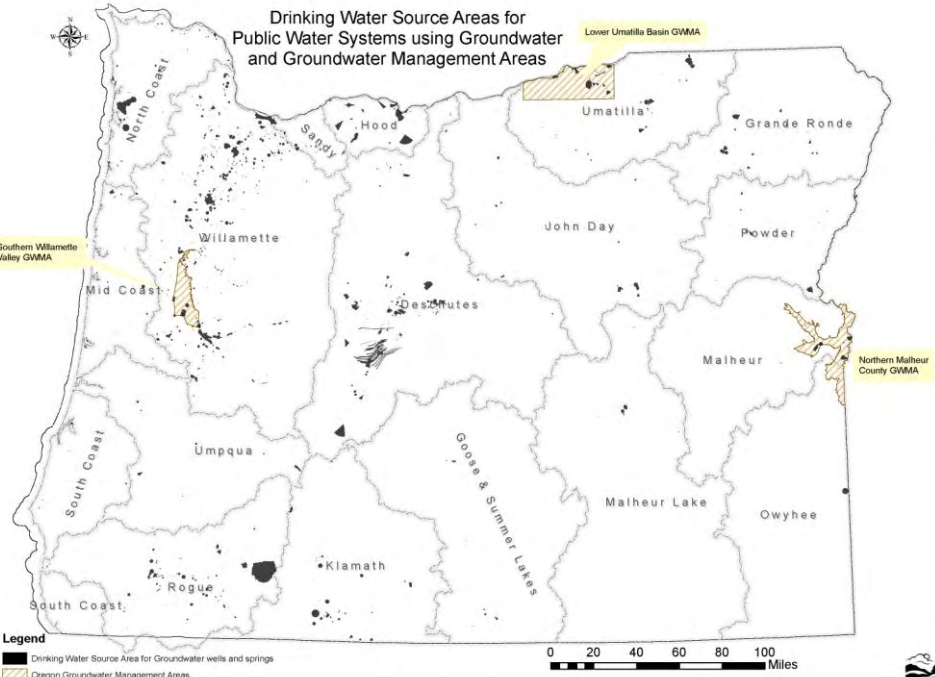 Drinking Water Source Areas for
Public Water Systems using Groundwater
and Groundwater Management Areas
Lower Umatilla Basin GWMA
N
W E
S
North Coast
Sandy
Hood
Umatilla
Grande Ronde
Willamette
John Day
Powder
Southern Willamette
Valley GWMA
Mid Coast
Deschutes
Malheur
Northern Malheur
County GWMA
South Coast
Umpqua
Goose & Summer Lakes
Malheur Lake
Owyhee
Rogue
Klamath
South Coast
Legend
Drinking Water Source Area for Groundwater wells and springs
Oregon Groundwater Management Areas
0 20 40 60 80 100
Miles